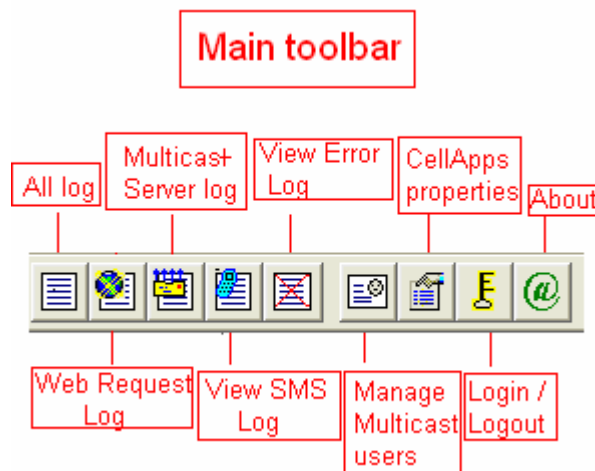 Main toolbar
All log
Multicast
Server log
View Error
Log
CellApps
properties
About
@
Web Request
Log
View SMS
Log
Manage
Multicast
users
Login /
Logout